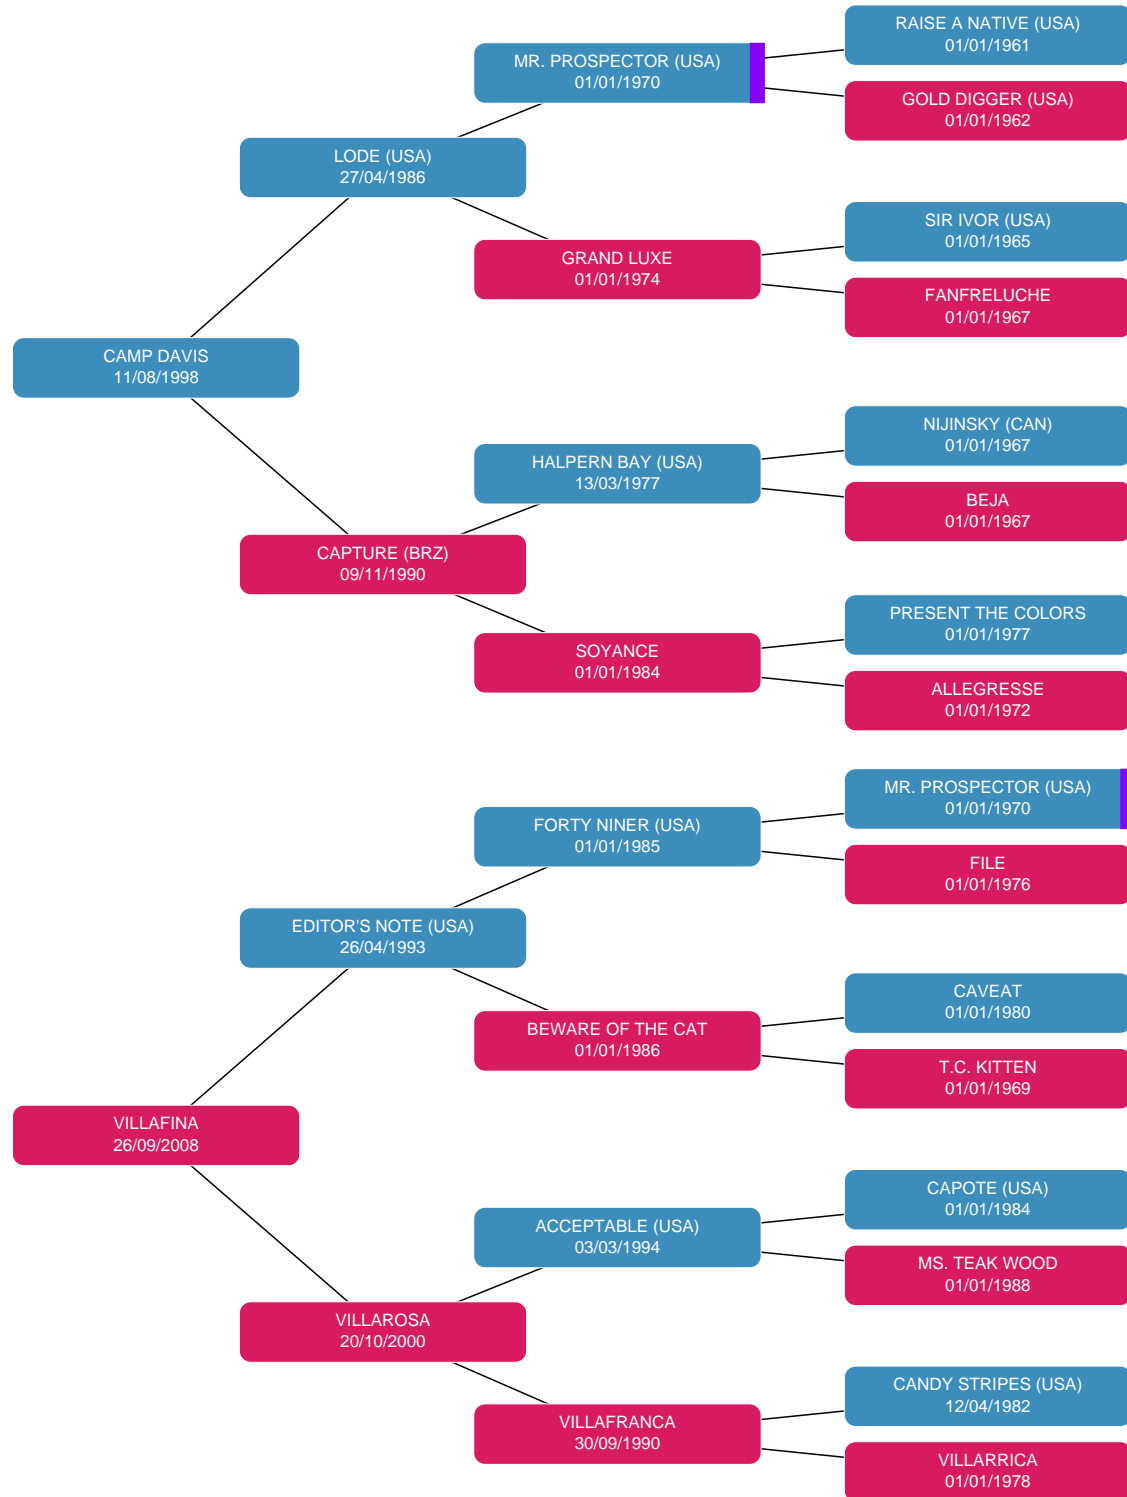 RAISE A NATIVE (USA)
01/01/1961
MR. PROSPECTOR (USA)
01/01/1970
GOLD DIGGER (USA)
01/01/1962
LODE (USA)
27/04/1986
SIR IVOR (USA)
01/01/1965
GRAND LUXE
01/01/1974
FANFRELUCHE
01/01/1967
CAMP DAVIS
11/08/1998
NIJINSKY (CAN)
01/01/1967
HALPERN BAY (USA)
13/03/1977
BEJA
01/01/1967
CAPTURE (BRZ)
09/11/1990
PRESENT THE COLORS
01/01/1977
SOYANCE
01/01/1984
ALLEGRESSE
01/01/1972
MR. PROSPECTOR (USA)
01/01/1970
FORTY NINER (USA)
01/01/1985
FILE
01/01/1976
EDITOR'S NOTE (USA)
26/04/1993
CAVEAT
01/01/1980
BEWARE OF THE CAT
01/01/1986
T.C. KITTEN
01/01/1969
VILLAFINA
26/09/2008
CAPOTE (USA)
01/01/1984
ACCEPTABLE (USA)
03/03/1994
MS. TEAK WOOD
01/01/1988
VILLAROSA
20/10/2000
CANDY STRIPES (USA)
12/04/1982
VILLAFRANCA
30/09/1990
VILLARRICA
01/01/1978